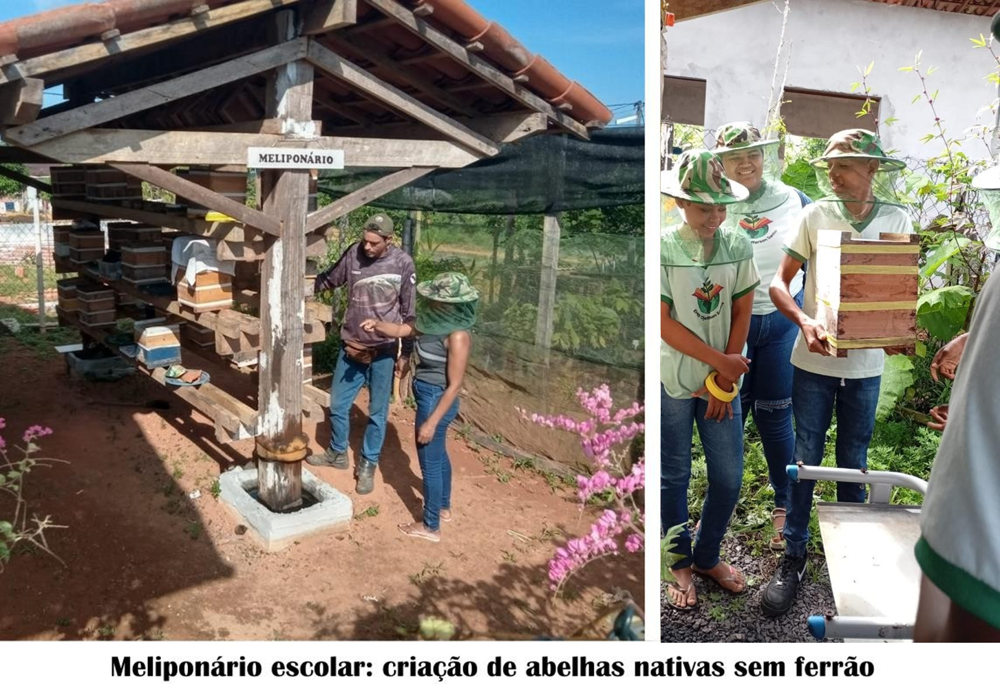 MELIPONÁRIO
Meliponário escolar: criação de abelhas nativas sem ferrão